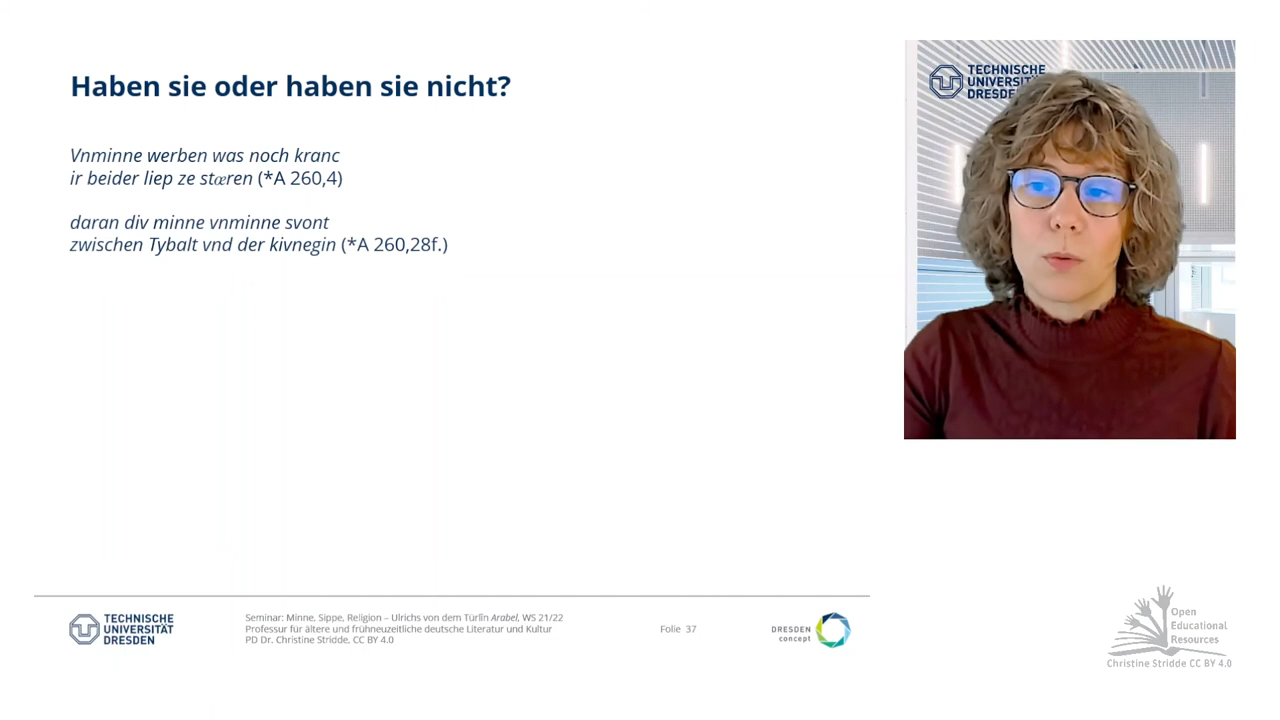 Haben sie oder haben sie nicht?
Vnminne werben was noch kranc
ir beider liep ze stæren (*A 260,4)
daran div minne vnminne svont
zwischen Tybalt vnd der kivnegin (*A 260,28f.)
TECHNISCHE
UNIVERSITÄT
DRESDEN
Seminar: Minne, Sippe, Religion – Ulrichs von dem Türlîn Arabel, WS 21/22
Professur für ältere und frühneuzeitliche deutsche Literatur und Kultur
PD Dr. Christine Stridde, CC BY 4.0
Folie 37
DRESDEN
concept
TECHNISCHE
UNIVERSITÄT
DRESDEN
Open
Educational
Resources
Christine Stridde CC BY 4.0